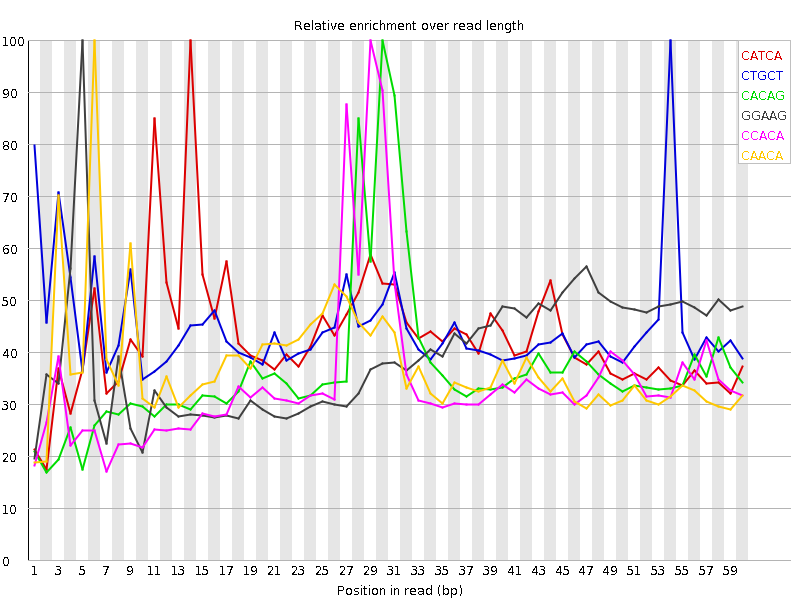 Relative enrichment over read length
100
90
80
70
60
50
40
30
20
10
0
CATCA
CTGCT
CACAG
GGAAG
CCACA
CAACA
1 3 5 7 9 11 13 15 17 19 21 23 25 27 29 31 33 35 37 39 41 43 45 47 49 51 53 55 57 59
Position in read (bp)